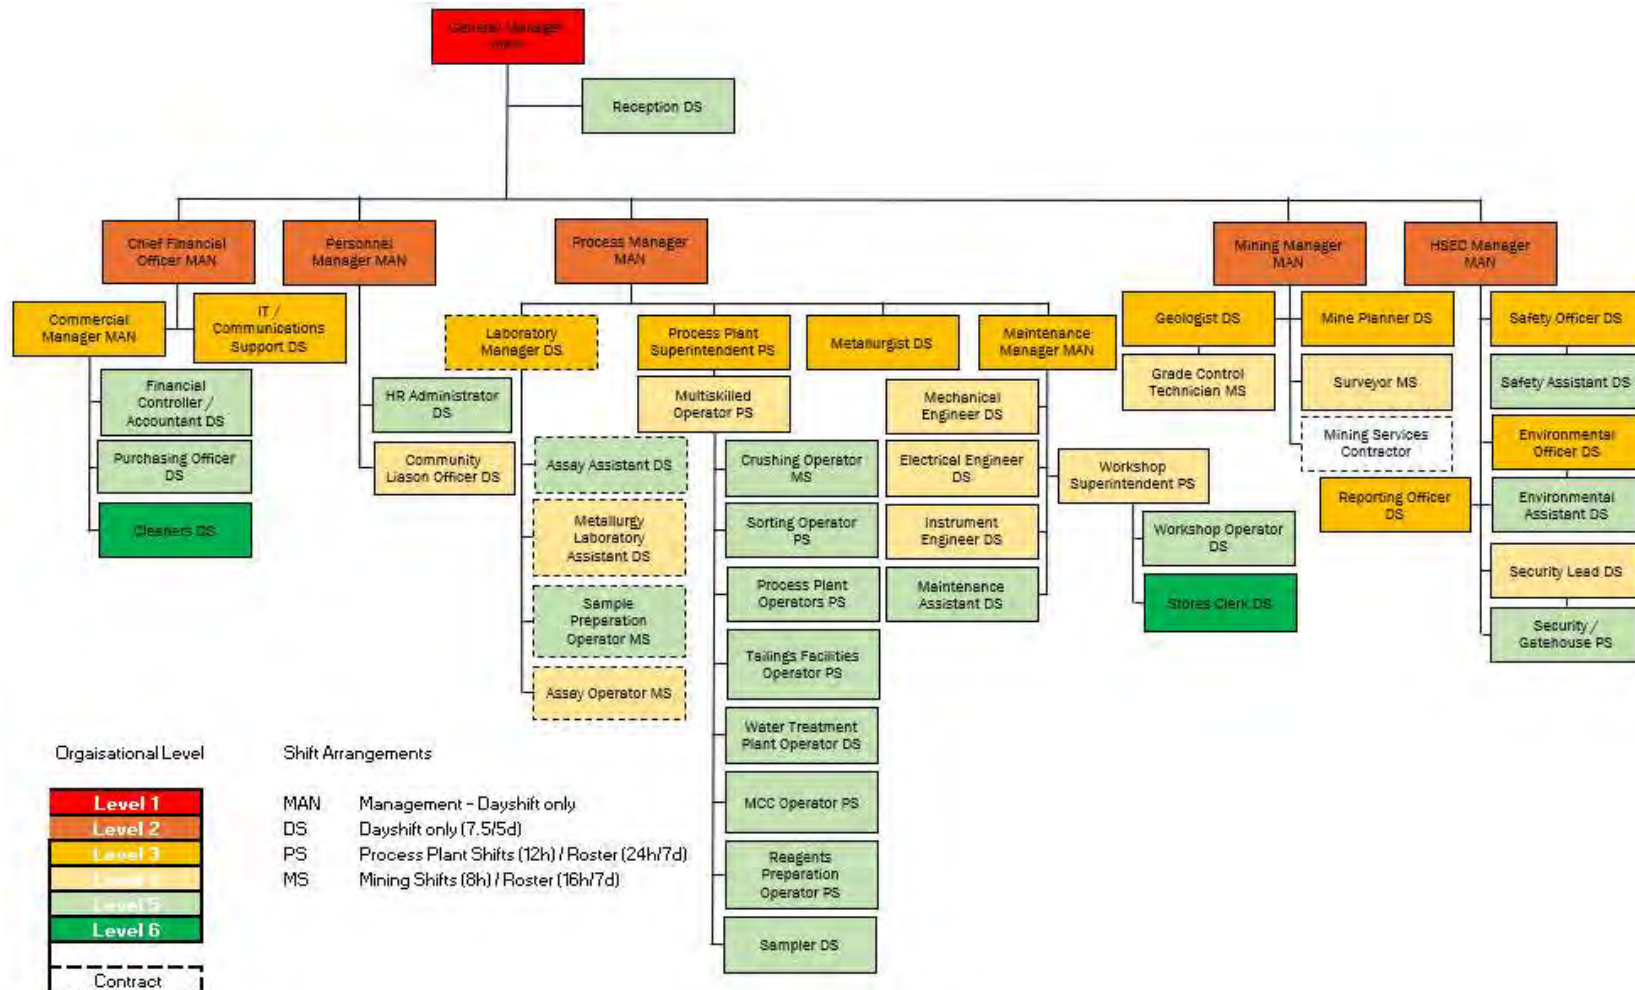 General Manager
MAN
Reception DS
Chief Financial
Officer MAN
Personnel
Manager MAN
Process Manager
MAN
Mining Manager
MAN
HSEC Manager
MAN
Commercial
Manager MAN
IT /
Communications
Support DS
Laboratory
Manager DS
Process Plant
Superintendent PS
Metallurgist DS
Maintenance
Manager MAN
Geologist DS
Mine Planner DS
Safety Officer DS
Financial
Controller /
Accountant DS
HR Administrator
DS
Multiskilled
Operator PS
Mechanical
Engineer DS
Grade Control
Technician MS
Surveyor MS
Safety Assistant DS
Purchasing Officer
DS
Community
Liason Officer DS
Assay Assistant DS
Crushing Operator
MS
Electrical Engineer
DS
Workshop
Superintendent PS
Mining Services
Contractor
Environmental
Officer DS
Cleaners DS
Metallurgy
Laboratory
Assistant DS
Sorting Operator
PS
Instrument
Engineer DS
Workshop Operator
DS
Reporting Officer
DS
Environmental
Assistant DS
Sample
Preparation
Operator MS
Process Plant
Operators PS
Maintenance
Assistant DS
Stores Clerk DS
Security Lead DS
Security /
Gatehouse PS
Assay Operator MS
Tailings Facilities
Operator PS
Water Treatment
Plant Operator DS
MCC Operator PS
Reagents
Preparation
Operator PS
Sampler DS
Orgaisational Level
Level 1
Level 2
Level 3
Level 5
Level 6
Contract
Shift Arrangements
MAN Management - Dayshift only
DS Dayshift only (7.5/5d)
PS Process Plant Shifts (12h) / Roster (24h/7d)
MS Mining Shifts (8h) / Roster (16h/7d)